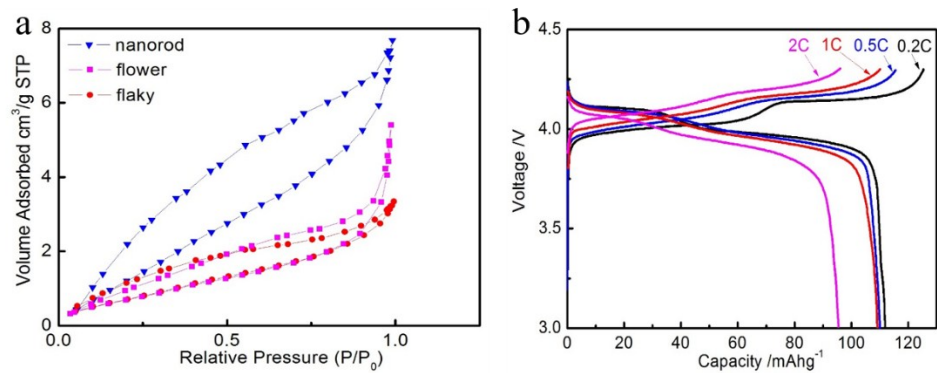 a
8
6
4
2
0
Volume Adsorbed cm³/g STP
nanorod
flower
flaky
0.0 0.5 1.0
Relative Pressure (P/P₀)
b
4.5
4.0
3.5
3.0
Voltage /V
2C 1C 0.5C 0.2C
0 20 40 60 80 100 120
Capacity /mAhg⁻¹